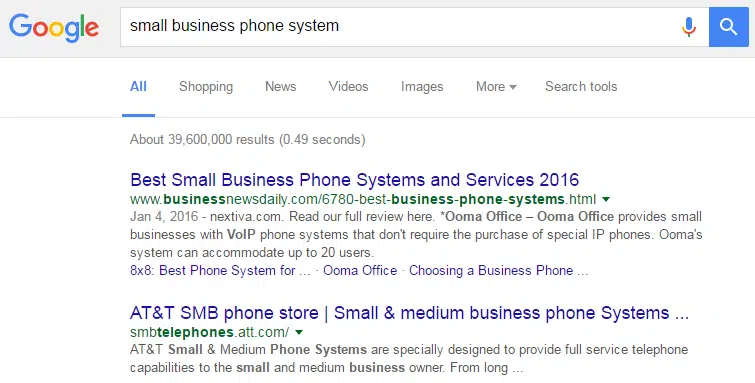 Google
small business phone system
All Shopping News Videos Images More Search tools
About 39,600,000 results (0.49 seconds)
Best Small Business Phone Systems and Services 2016
www.businessnewsdaily.com/6780-best-business-phone-systems.html
Jan 4, 2016 - nextiva.com. Read our full review here. *Ooma Office – Ooma Office provides small
businesses with VoIP phone systems that don't require the purchase of special IP phones. Ooma's
system can accommodate up to 20 users.
8x8: Best Phone System for ... · Ooma Office · Choosing a Business Phone ...
AT&T SMB phone store | Small & medium business phone Systems ...
smbtelephones.att.com/
AT&T Small & Medium Phone Systems are specially designed to provide full service telephone
capabilities to the small and medium business owner. From long ...